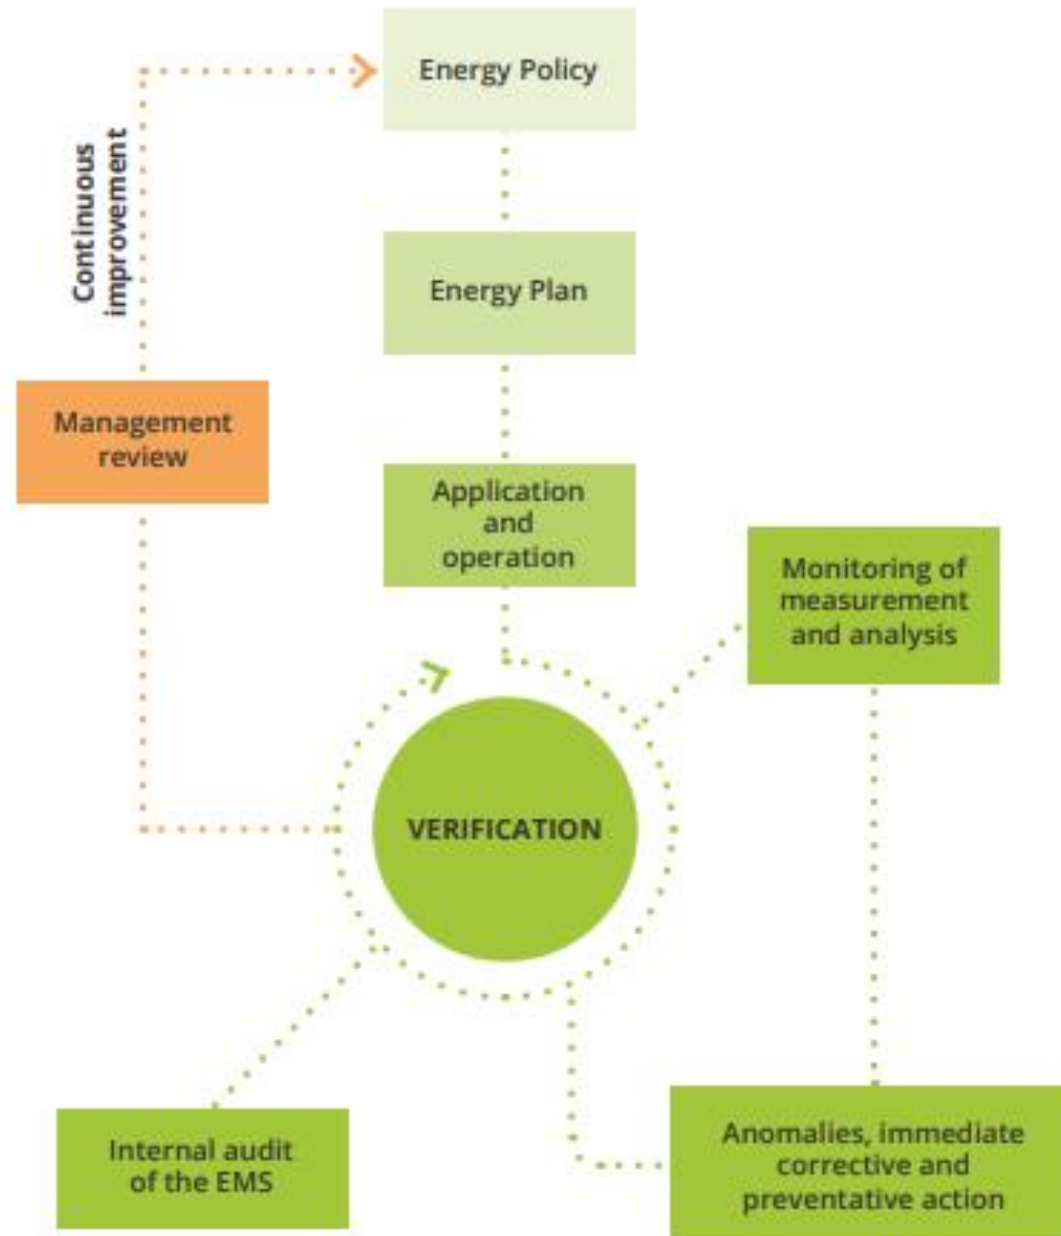 Energy Policy
Continuous
improvement
Energy Plan
Management
review
Application
and
operation
Monitoring of
measurement
and analysis
VERIFICATION
Internal audit
of the EMS
Anomalies, immediate
corrective and
preventative action